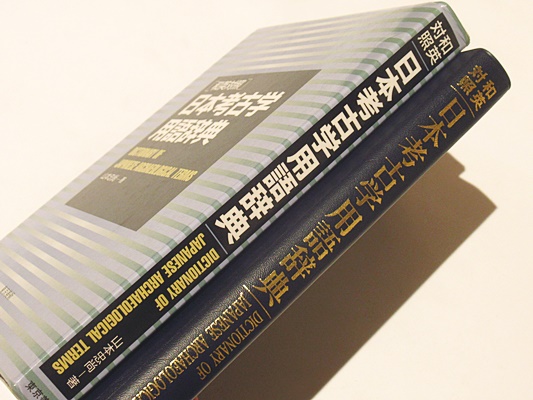 和英
対照
日本考古学用語辞典
DICTIONARY OF
JAPANESE ARCHAEOLOGICAL TERMS
山本忠尚 著
和英
対照
日本考古学用語辞典
DICTIONARY OF
JAPANESE ARCHAEOLOGICAL